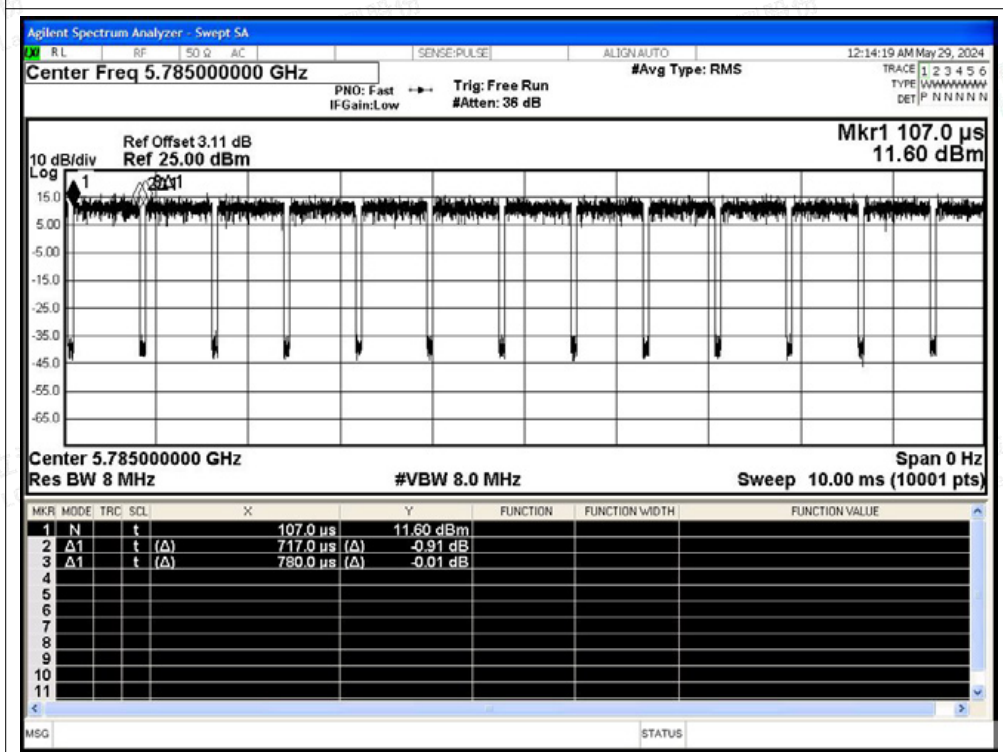 Agilent Spectrum Analyzer - Swept SA
RL RF 50 Ω AC SENSE:PULSE ALIGN AUTO 12:14:19 AM May 29, 2024
Center Freq 5.785000000 GHz #Avg Type: RMS TRACE 1 2 3 4 5 6
PNO: Fast Trig: Free Run TYPE WWWWWW
IFGain:Low #Atten: 36 dB DET P N N N N N
Mkr1 107.0 µs
Ref Offset 3.11 dB
10 dB/div Ref 25.00 dBm 11.60 dBm
Log
1
15.0
5.00
-5.00
-15.0
-25.0
-35.0
-45.0
-55.0
-65.0
Center 5.785000000 GHz Span 0 Hz
Res BW 8 MHz #VBW 8.0 MHz Sweep 10.00 ms (10001 pts)
MKR MODE TRC SCL X Y FUNCTION FUNCTION WIDTH FUNCTION VALUE
1 N t 107.0 µs 11.60 dBm
2 Δ1 t (Δ) 717.0 µs (Δ) -0.91 dB
3 Δ1 t (Δ) 780.0 µs (Δ) -0.01 dB
4
5
6
7
8
9
10
11
MSG STATUS